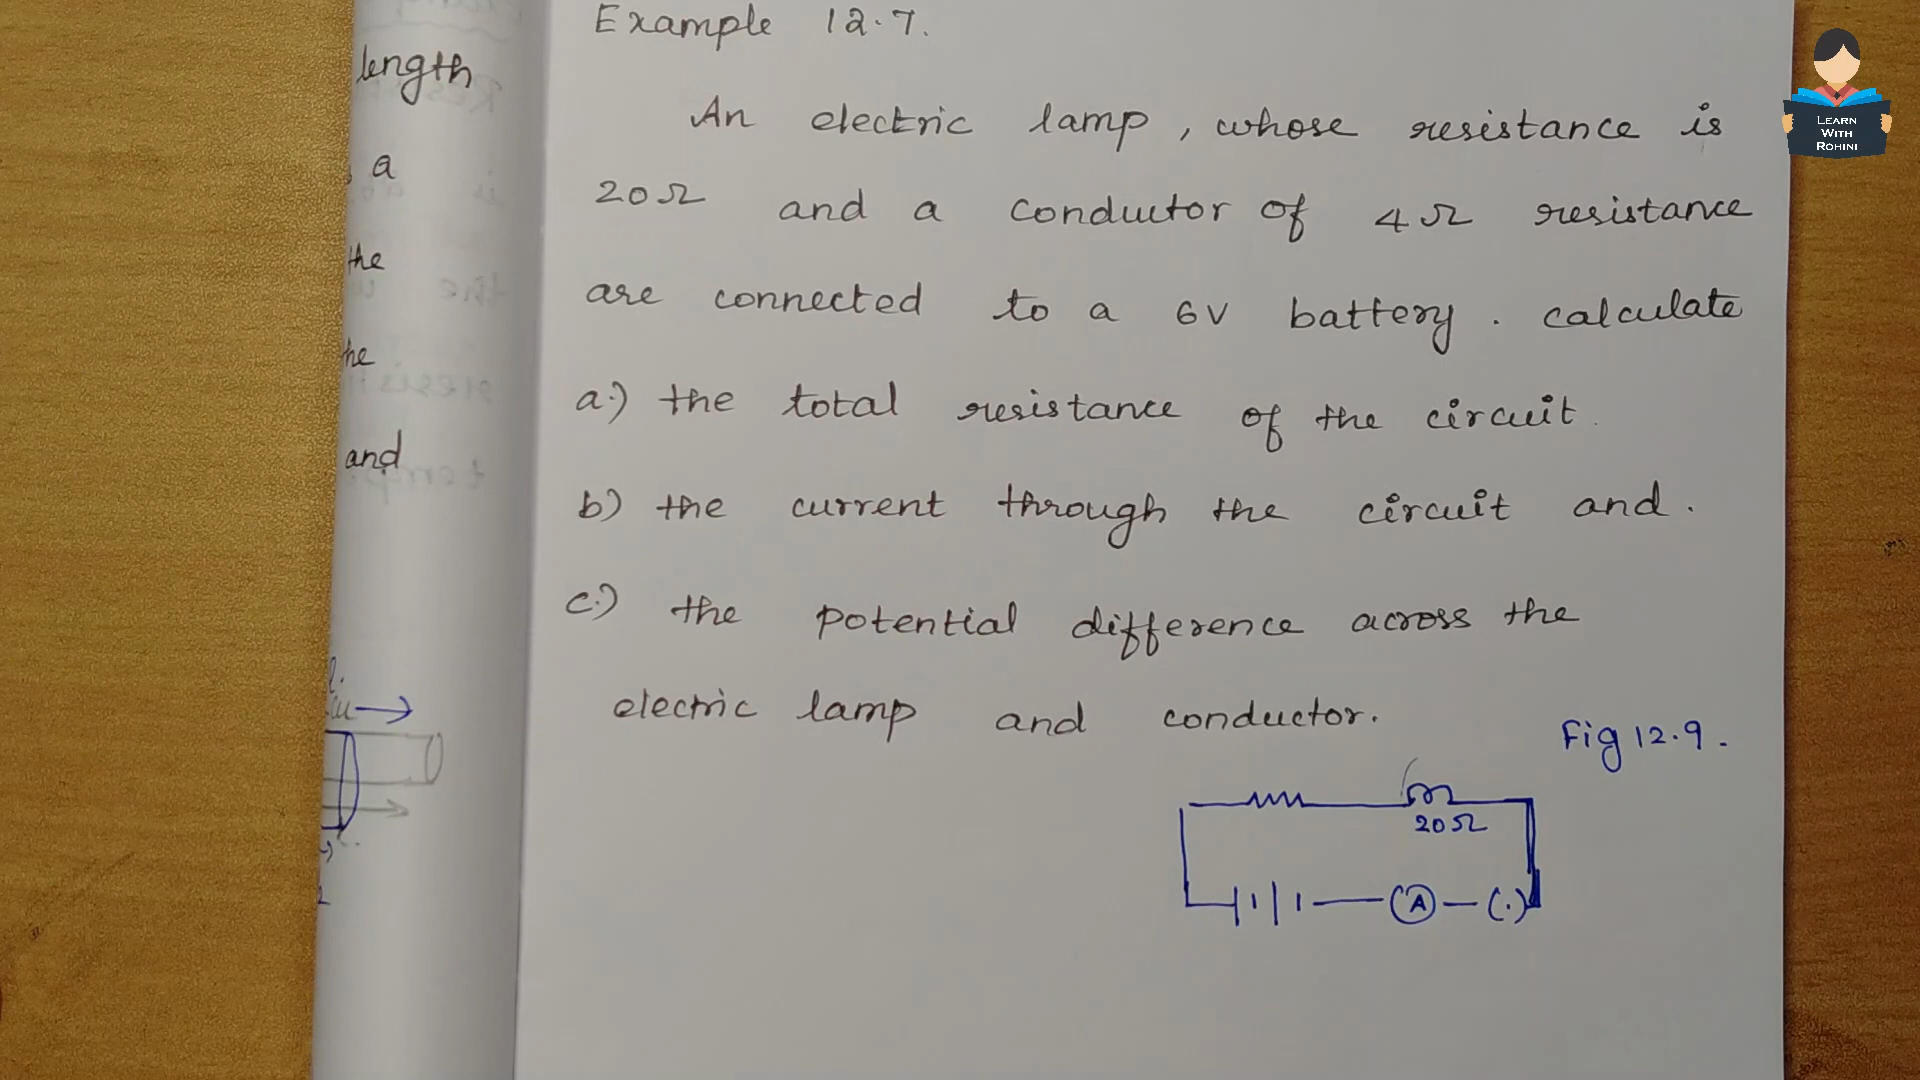 Example 12.7.
length
An electric lamp, whose resistance is
LEARN
WITH
ROHINI
a
20Ω and a conductor of 4Ω resistance
the
are connected to a 6V battery. calculate
he
a.) the total resistance of the circuit.
and
b) the current through the circuit and.
c.) the potential difference across the
electric lamp and conductor.
Fig 12.9.
20Ω
A